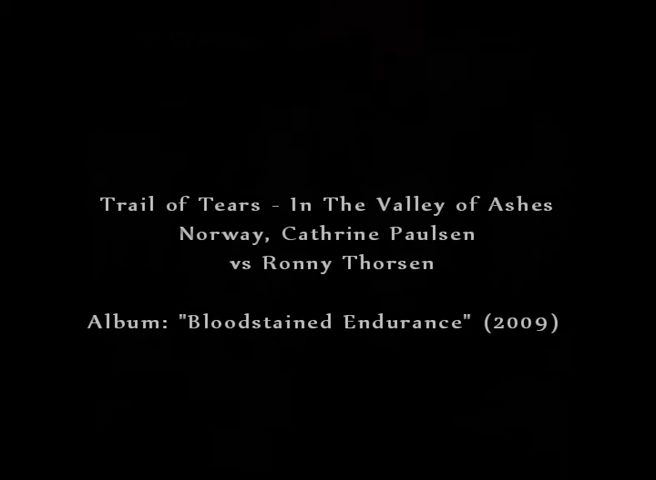 Trail of Tears - In The Valley of Ashes
Norway, Cathrine Paulsen
vs Ronny Thorsen
Album: "Bloodstained Endurance" (2009)